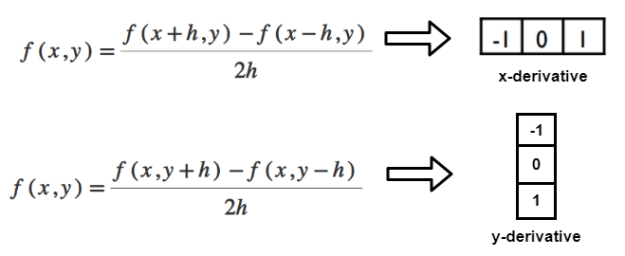 f(x,y) = f(x+h,y) − f(x−h,y) / 2h
-1 0 1
x-derivative
f(x,y) = f(x,y+h) − f(x,y−h) / 2h
-1
0
1
y-derivative